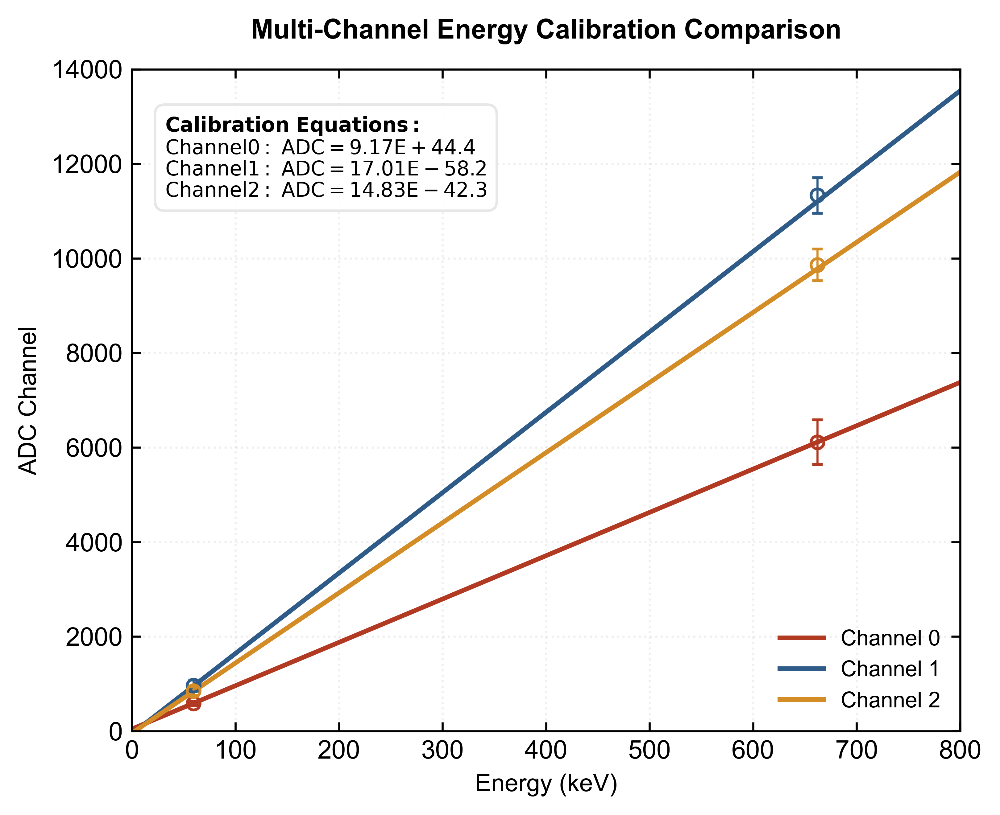 Multi-Channel Energy Calibration Comparison
14000
12000
10000
8000
6000
4000
2000
0
ADC Channel
Calibration Equations:
Channel0: ADC = 9.17E + 44.4
Channel1: ADC = 17.01E − 58.2
Channel2: ADC = 14.83E − 42.3
Channel 0
Channel 1
Channel 2
0 100 200 300 400 500 600 700 800
Energy (keV)